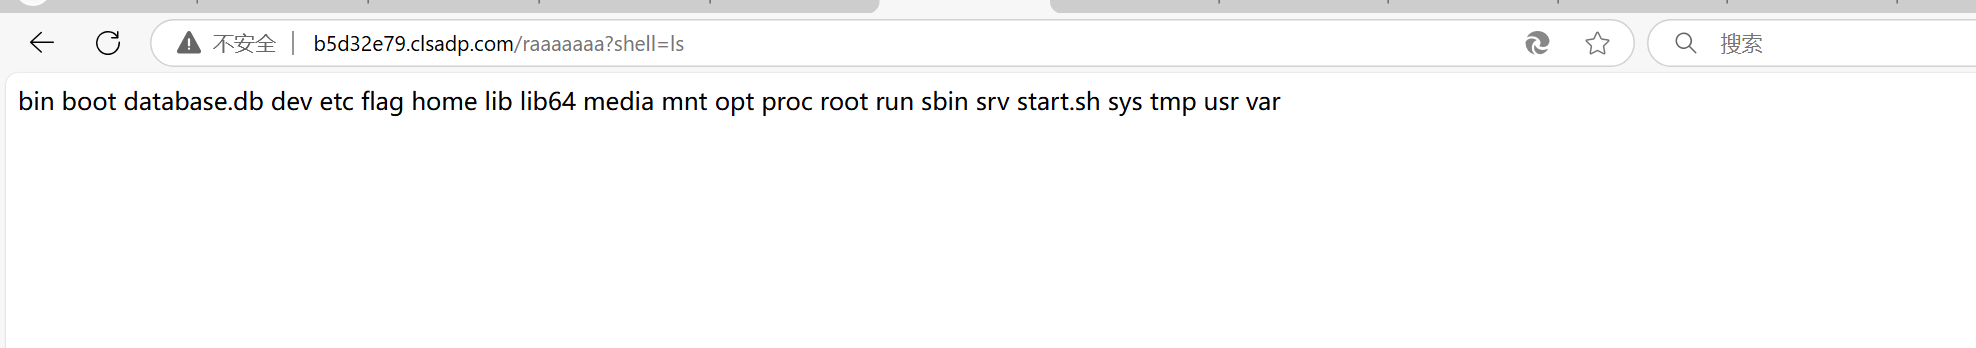 不安全 b5d32e79.clsadp.com/raaaaaaa?shell=ls 搜索
bin boot database.db dev etc flag home lib lib64 media mnt opt proc root run sbin srv start.sh sys tmp usr var